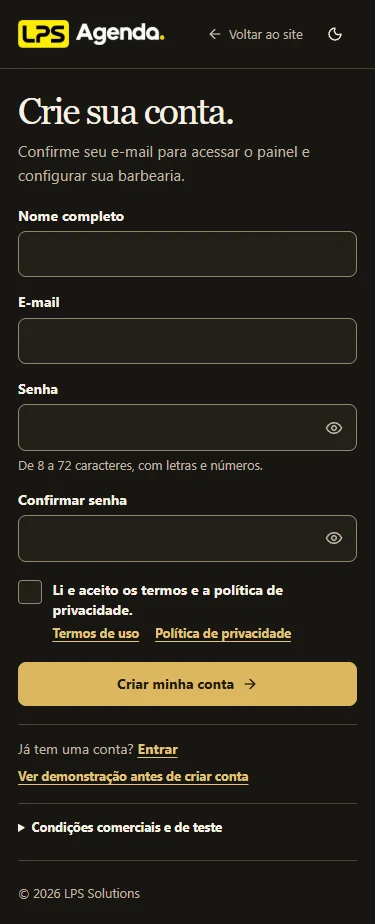 LPS Agenda.
← Voltar ao site
Crie sua conta.
Confirme seu e-mail para acessar o painel e
configurar sua barbearia.
Nome completo
E-mail
Senha
De 8 a 72 caracteres, com letras e números.
Confirmar senha
Li e aceito os termos e a política de
privacidade.
Termos de uso Política de privacidade
Criar minha conta →
Já tem uma conta? Entrar
Ver demonstração antes de criar conta
Condições comerciais e de teste
© 2026 LPS Solutions